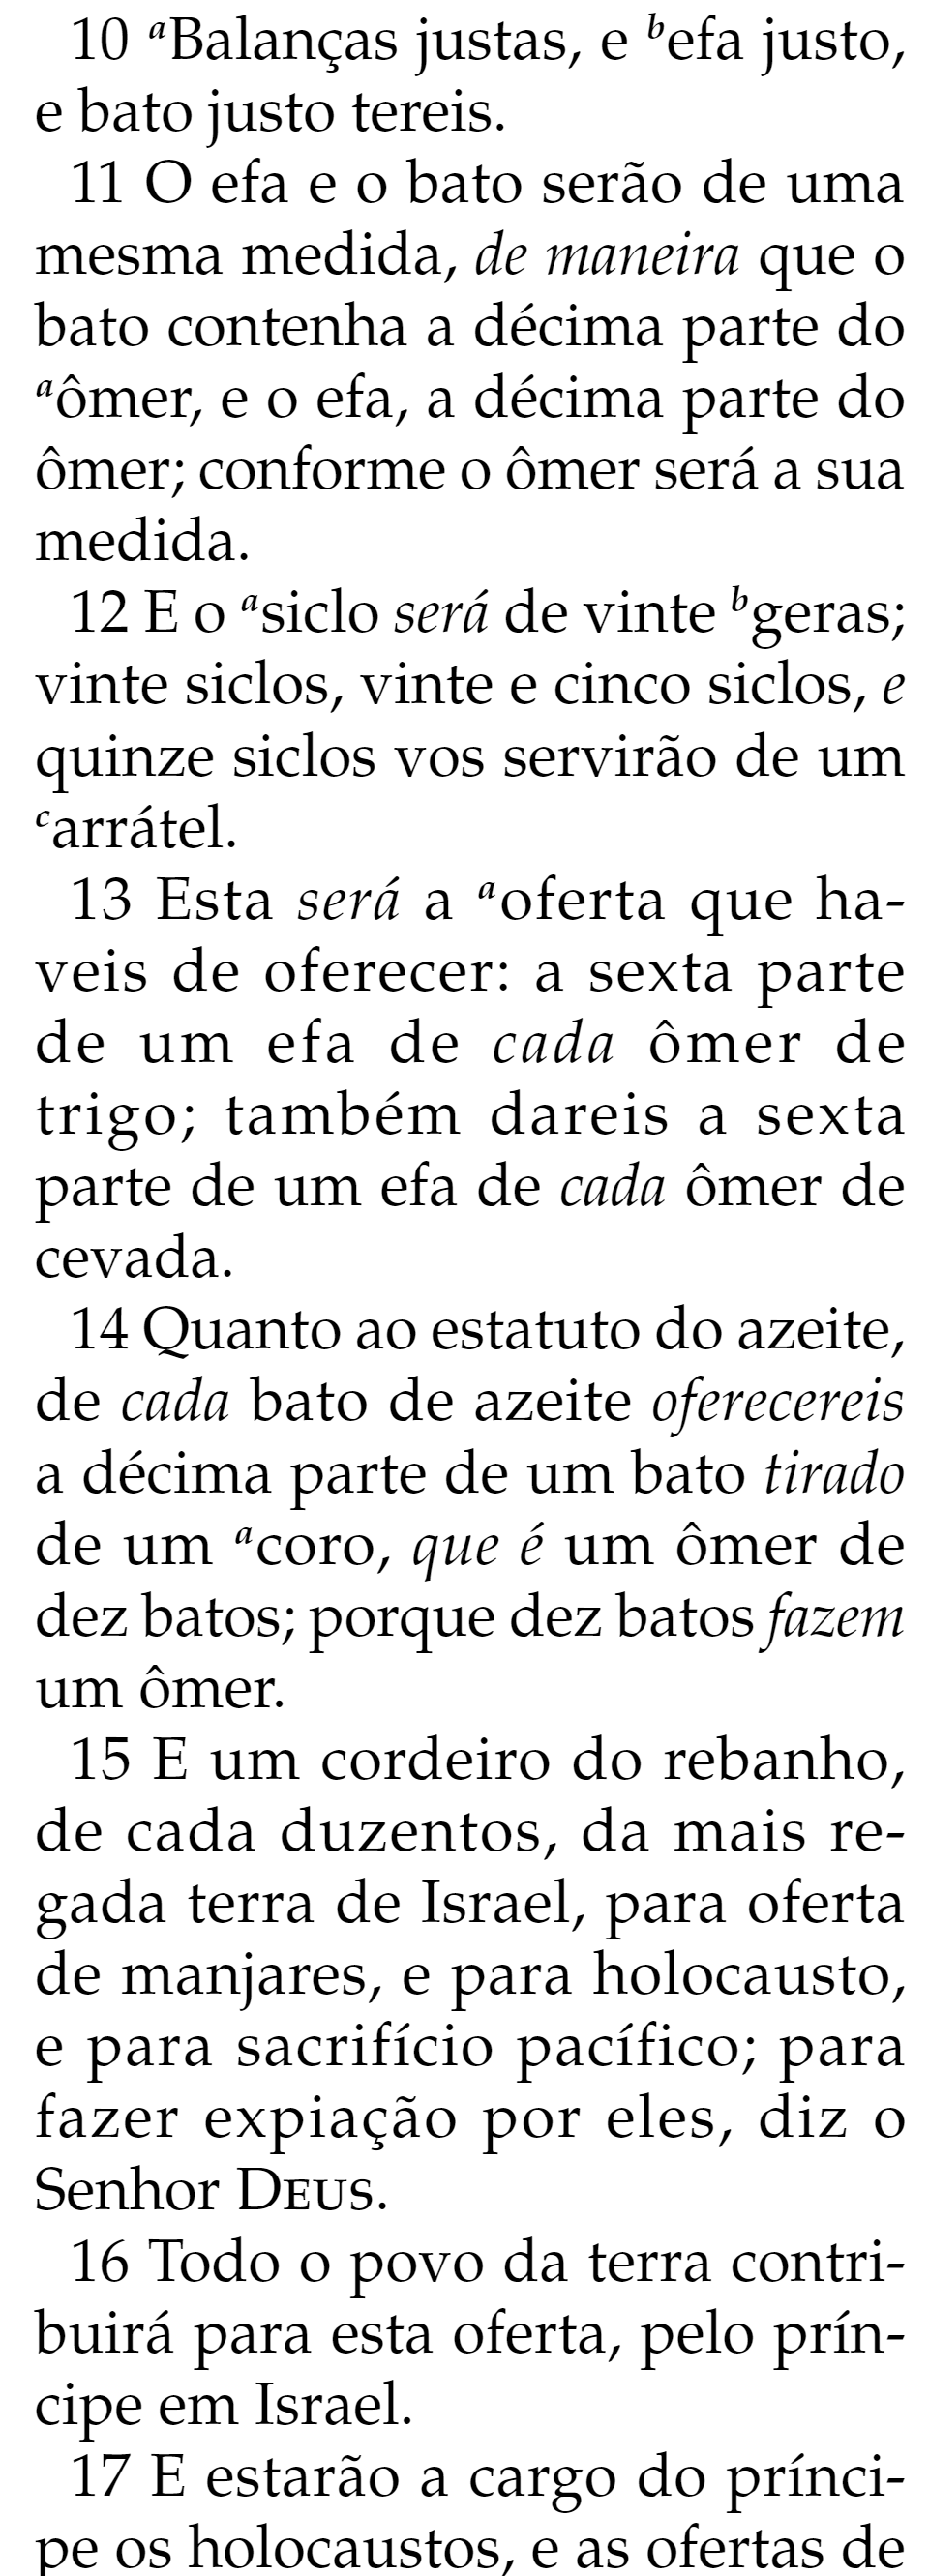 10 ᵃBalanças justas, e ᵇefa justo,
e bato justo tereis.
11 O efa e o bato serão de uma
mesma medida, de maneira que o
bato contenha a décima parte do
ᵃômer, e o efa, a décima parte do
ômer; conforme o ômer será a sua
medida.
12 E o ᵃsiclo será de vinte ᵇgeras;
vinte siclos, vinte e cinco siclos, e
quinze siclos vos servirão de um
ᶜarrátel.
13 Esta será a ᵃoferta que ha-
veis de oferecer: a sexta parte
de um efa de cada ômer de
trigo; também dareis a sexta
parte de um efa de cada ômer de
cevada.
14 Quanto ao estatuto do azeite,
de cada bato de azeite oferecereis
a décima parte de um bato tirado
de um ᵃcoro, que é um ômer de
dez batos; porque dez batos fazem
um ômer.
15 E um cordeiro do rebanho,
de cada duzentos, da mais re-
gada terra de Israel, para oferta
de manjares, e para holocausto,
e para sacrifício pacífico; para
fazer expiação por eles, diz o
Senhor DEUS.
16 Todo o povo da terra contri-
buirá para esta oferta, pelo prín-
cipe em Israel.
17 E estarão a cargo do prínci-
pe os holocaustos, e as ofertas de